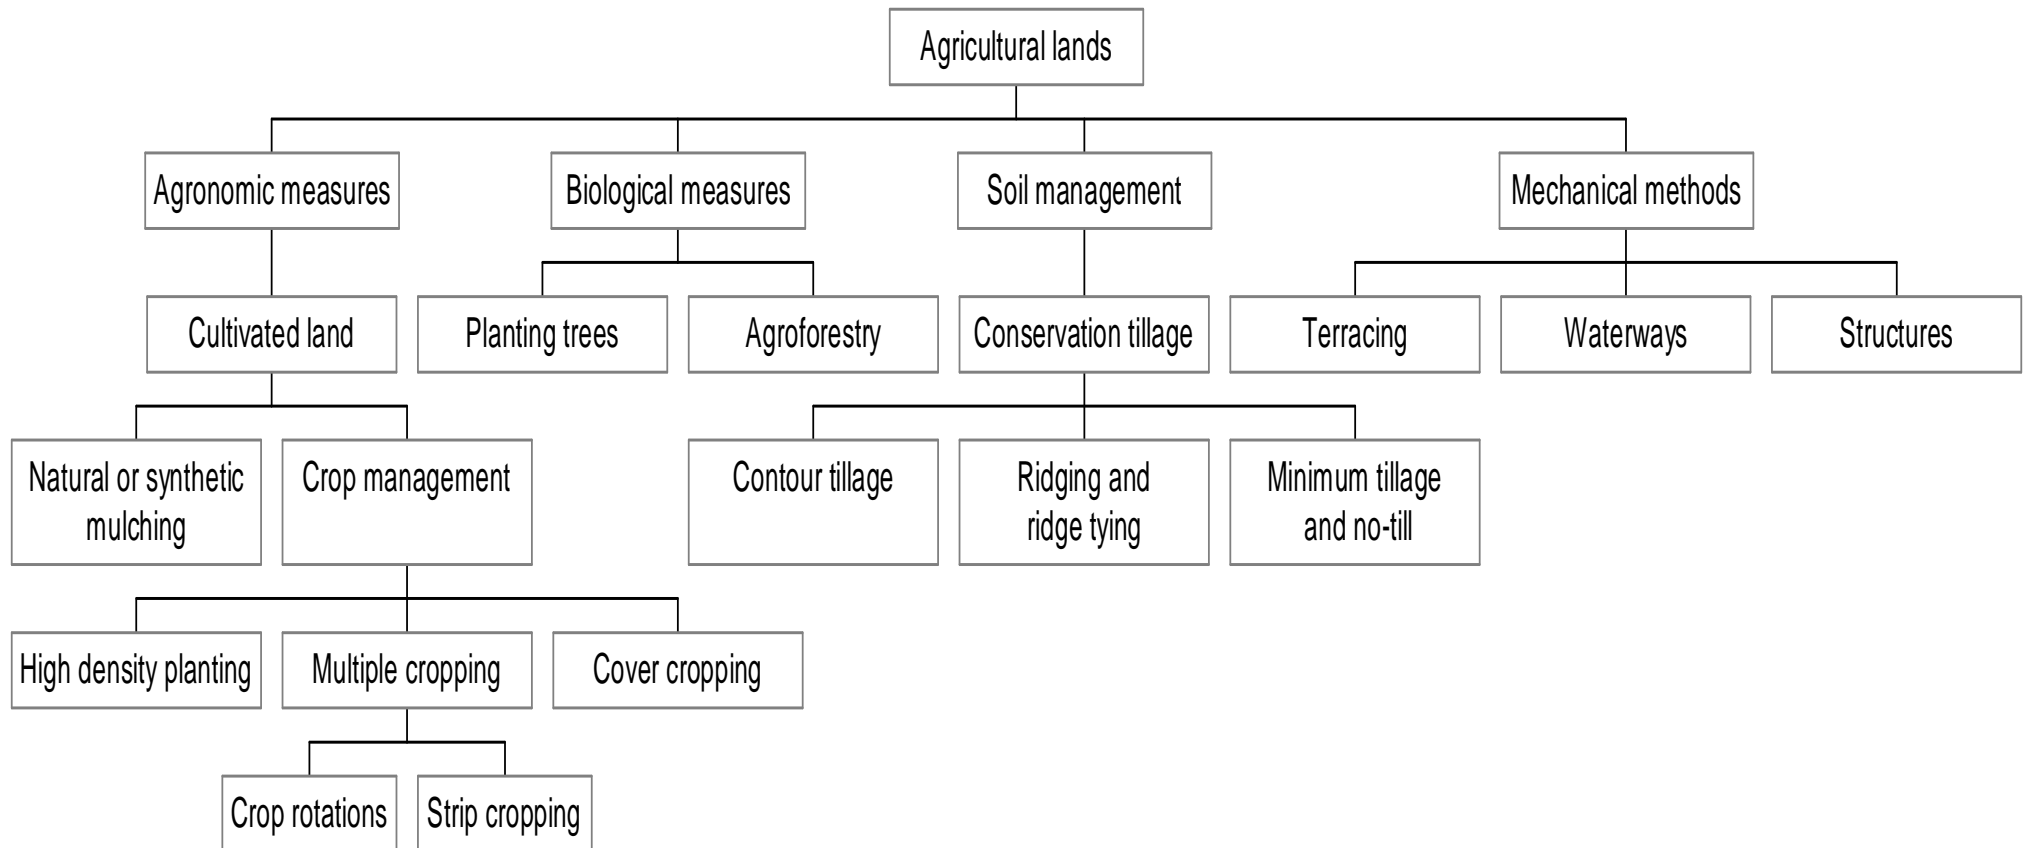 Agricultural lands
Agronomic measures
Biological measures
Soil management
Mechanical methods
Cultivated land
Planting trees
Agroforestry
Conservation tillage
Terracing
Waterways
Structures
Natural or synthetic
mulching
Crop management
Contour tillage
Ridging and
ridge tying
Minimum tillage
and no-till
High density planting
Multiple cropping
Cover cropping
Crop rotations
Strip cropping